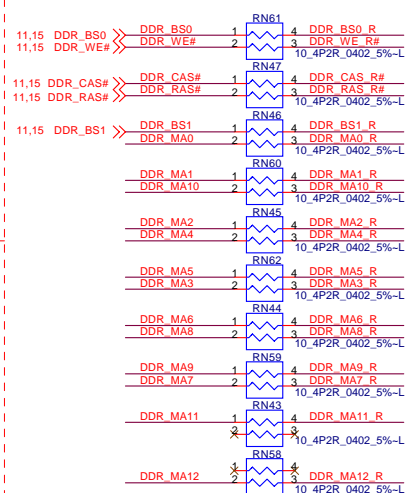 RN61
11,15 DDR_BS0 DDR_BS0 1 4 DDR_BS0_R
11,15 DDR_WE# DDR_WE# 2 3 DDR_WE_R#
10_4P2R_0402_5%~L
RN47
11,15 DDR_CAS# DDR_CAS# 1 4 DDR_CAS_R#
11,15 DDR_RAS# DDR_RAS# 2 3 DDR_RAS_R#
10_4P2R_0402_5%~L
RN46
11,15 DDR_BS1 DDR_BS1 1 4 DDR_BS1_R
DDR_MA0 2 3 DDR_MA0_R
10_4P2R_0402_5%~L
RN60
DDR_MA1 1 4 DDR_MA1_R
DDR_MA10 2 3 DDR_MA10_R
10_4P2R_0402_5%~L
RN45
DDR_MA2 1 4 DDR_MA2_R
DDR_MA4 2 3 DDR_MA4_R
10_4P2R_0402_5%~L
RN62
DDR_MA5 1 4 DDR_MA5_R
DDR_MA3 2 3 DDR_MA3_R
10_4P2R_0402_5%~L
RN44
DDR_MA6 1 4 DDR_MA6_R
DDR_MA8 2 3 DDR_MA8_R
10_4P2R_0402_5%~L
RN59
DDR_MA9 1 4 DDR_MA9_R
DDR_MA7 2 3 DDR_MA7_R
10_4P2R_0402_5%~L
RN43
DDR_MA11 1 4 DDR_MA11_R
2 3
10_4P2R_0402_5%~L
RN58
1 4
DDR_MA12 2 3 DDR_MA12_R
10_4P2R_0402_5%~L